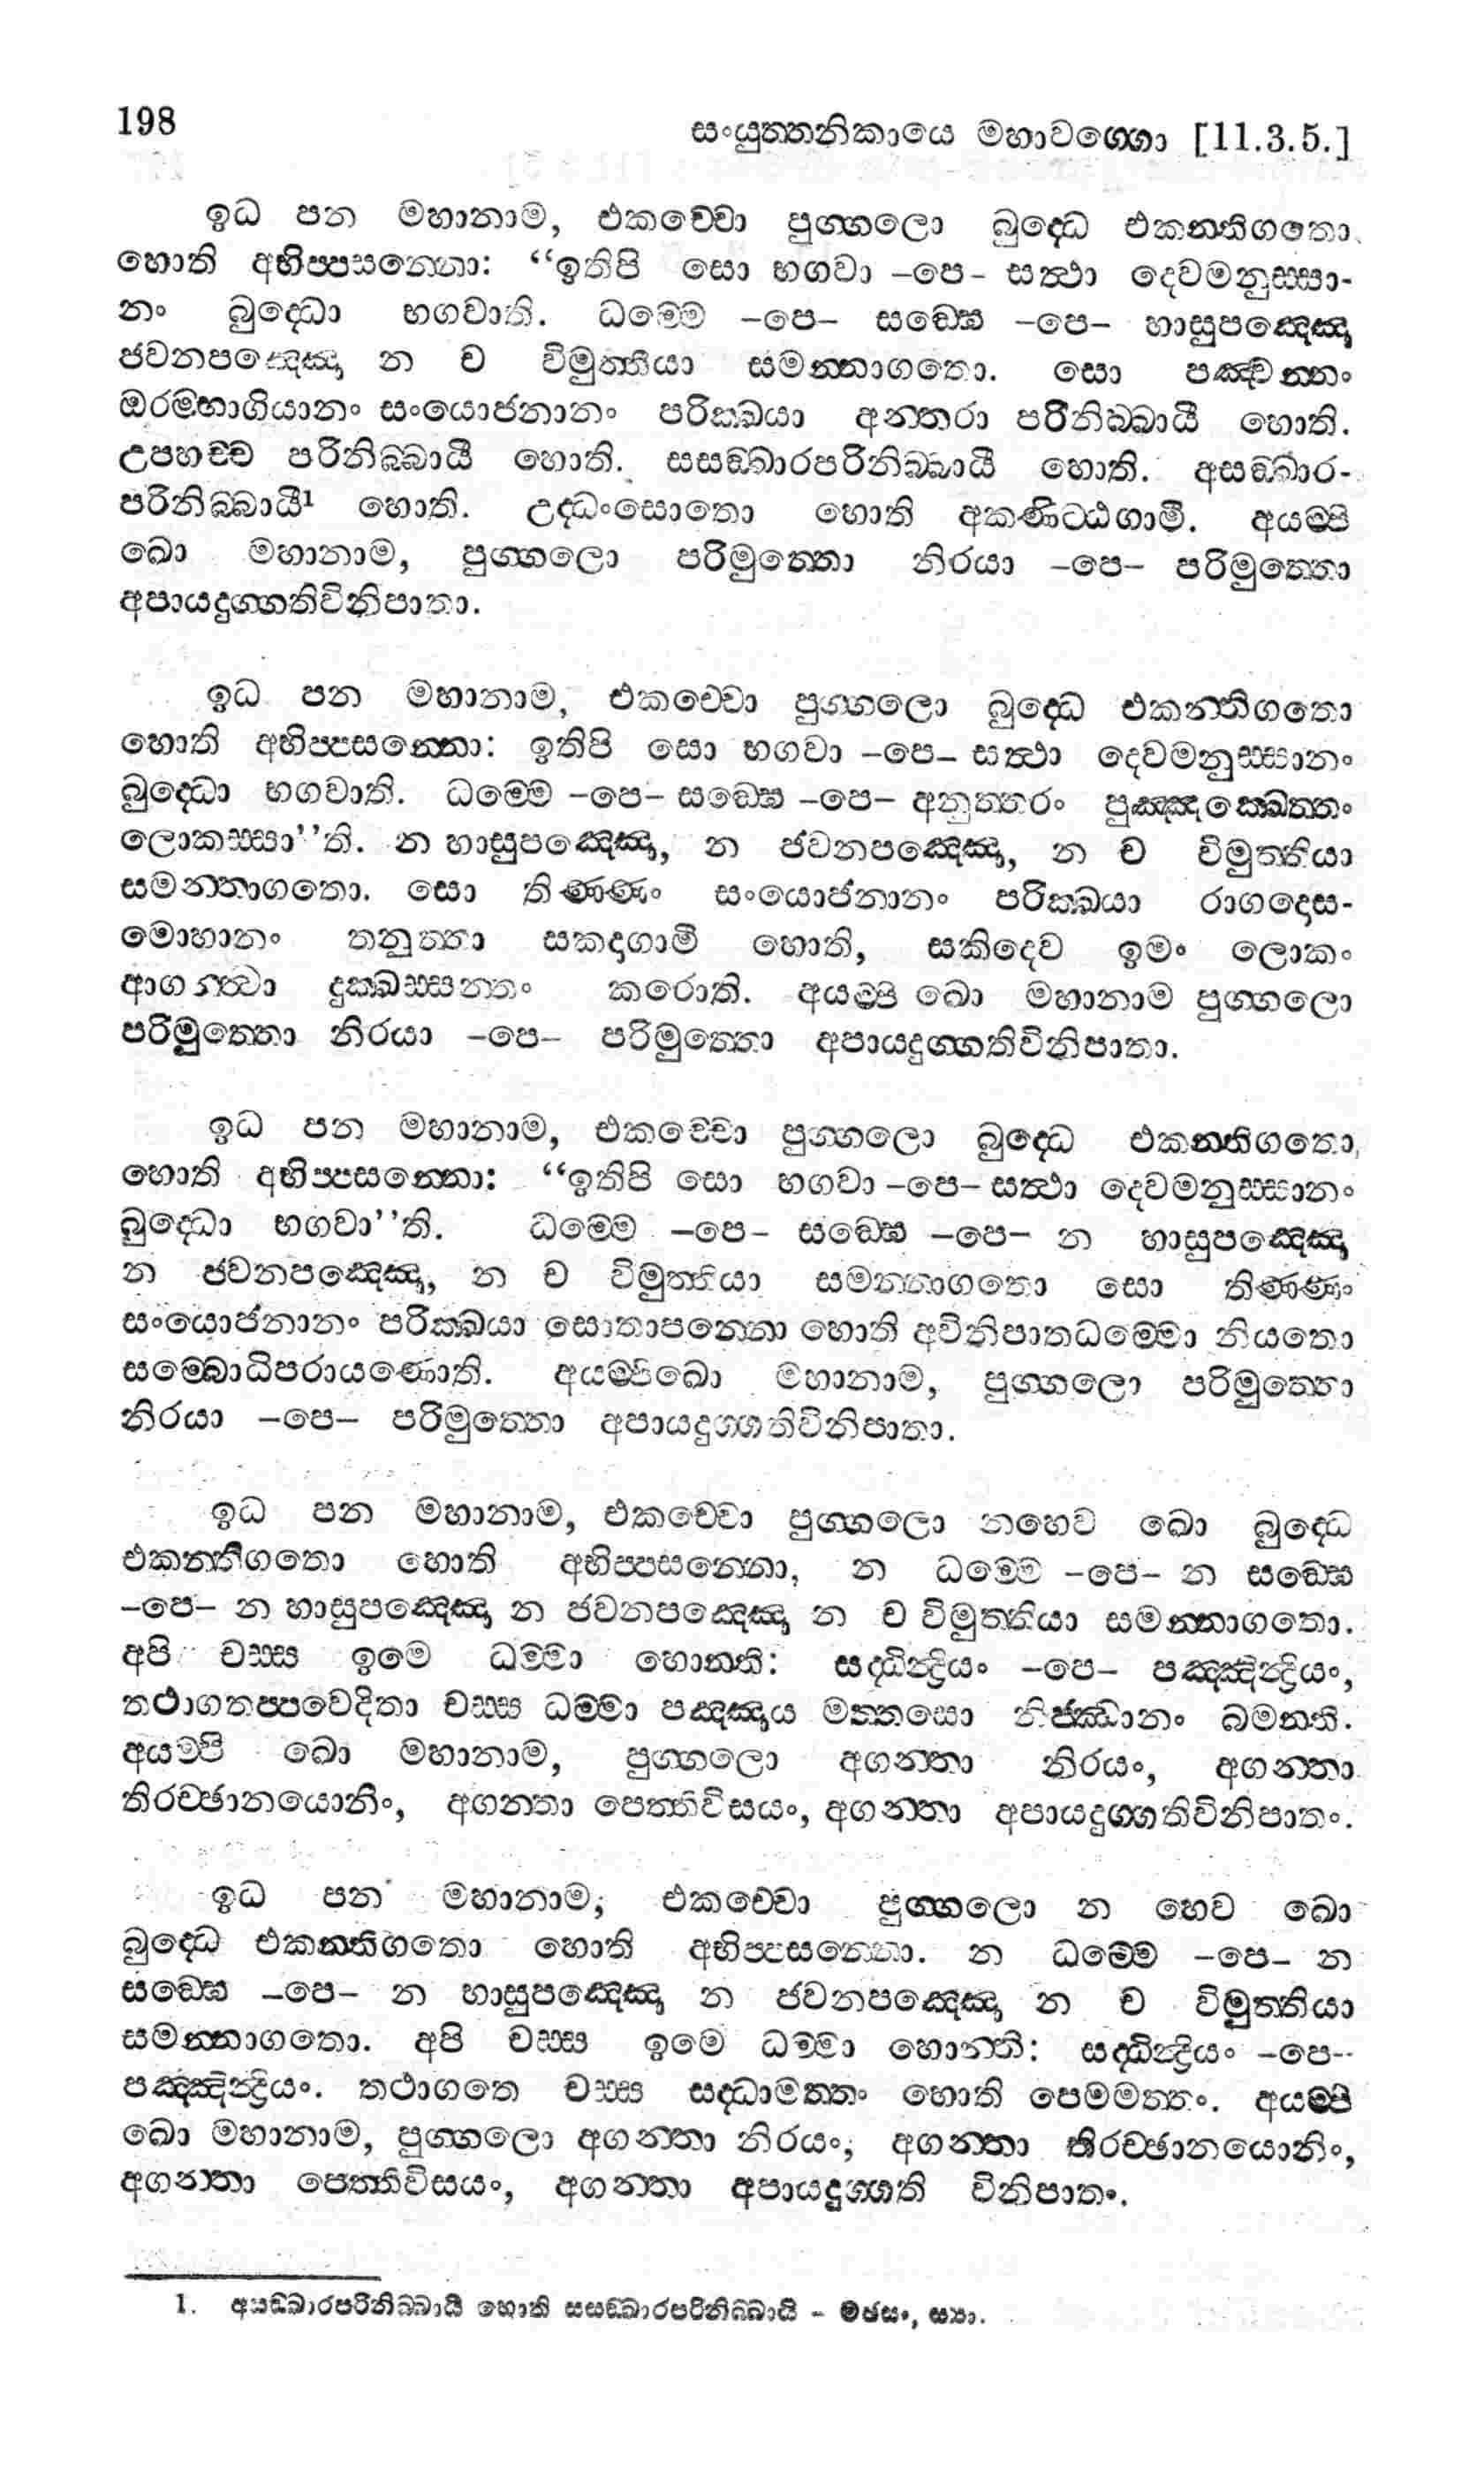 198
සංයුත්තනිකායෙ මහාවග්ගො [11.3.5.]
ඉධ පන මහානාම, එකච්චො පුග්ගලො බුද්ධෙ එකන්තිගතො
හොති අභිප්පසන්නො: “ඉතිපි සො භගවා -පෙ- සත්ථා දෙවමනුස්සා-
නං බුද්ධො භගවාති. ධම්මෙ -පෙ- සඞ්ඝෙ -පෙ- හාසුපඤ්ඤො
ජවනපඤ්ඤො න ච විමුත්තියා සමන්නාගතො. සො පඤ්චන්නං
ඔරම්භාගියානං සංයොජනානං පරික්ඛයා අන්තරා පරිනිබ්බායී හොති.
උපහච්ච පරිනිබ්බායී හොති. සසඞ්ඛාරපරිනිබ්බායී හොති. අසඞ්ඛාර-
පරිනිබ්බායී¹ හොති. උද්ධංසොතො හොති අකණිට්ඨගාමී. අයම්පි
ඛො මහානාම, පුග්ගලො පරිමුත්තො නිරයා -පෙ- පරිමුත්තො
අපායදුග්ගතිවිනිපාතා.
ඉධ පන මහානාම, එකච්චො පුග්ගලො බුද්ධෙ එකන්තිගතො
හොති අභිප්පසන්නො: ඉතිපි සො භගවා -පෙ- සත්ථා දෙවමනුස්සානං
බුද්ධො භගවාති. ධම්මෙ -පෙ- සඞ්ඝෙ -පෙ- අනුත්තරං පුඤ්ඤක්ඛෙත්තං
ලොකස්සා’’ති. න හාසුපඤ්ඤො, න ජවනපඤ්ඤො, න ච විමුත්තියා
සමන්නාගතො. සො තිණ්ණං සංයොජනානං පරික්ඛයා රාගදොස-
මොහානං තනුත්තා සකදාගාමී හොති, සකිදෙව ඉමං ලොකං
ආගන්ත්වා දුක්ඛස්සන්තං කරොති. අයම්පි ඛො මහානාම පුග්ගලො
පරිමුත්තො නිරයා -පෙ- පරිමුත්තො අපායදුග්ගතිවිනිපාතා.
ඉධ පන මහානාම, එකච්චො පුග්ගලො බුද්ධෙ එකන්තිගතො,
හොති අභිප්පසන්නො: “ඉතිපි සො භගවා -පෙ- සත්ථා දෙවමනුස්සානං
බුද්ධො භගවා’’ති. ධම්මෙ -පෙ- සඞ්ඝෙ -පෙ- න හාසුපඤ්ඤො
න ජවනපඤ්ඤො, න ච විමුත්තියා සමන්නාගතො සො තිණ්ණං
සංයොජනානං පරික්ඛයා සොතාපන්නො හොති අවිනිපාතධම්මො නියතො
සම්බොධිපරායණොති. අයම්පිඛො මහානාම, පුග්ගලො පරිමුත්තො
නිරයා -පෙ- පරිමුත්තො අපායදුග්ගතිවිනිපාතා.
ඉධ පන මහානාම, එකච්චො පුග්ගලො නහෙව ඛො බුද්ධෙ
එකන්තීගතො හොති අභිප්පසන්නො, න ධම්මෙ -පෙ- න සඞ්ඝෙ
-පෙ- න හාසුපඤ්ඤො න ජවනපඤ්ඤො න ච විමුත්තියා සමන්නාගතො.
අපි චස්ස ඉමෙ ධම්මා හොන්ති: සද්ධින්ද්‍රියං -පෙ- පඤ්ඤින්ද්‍රියං,
තථාගතප්පවෙදිතා චස්ස ධම්මා පඤ්ඤාය මත්තසො නිජ්ඣානං ඛමන්ති.
අයම්පි ඛො මහානාම, පුග්ගලො අගන්තා නිරයං, අගන්තා
තිරච්ඡානයොනිං, අගන්තා පෙත්තිවිසයං, අගන්තා අපායදුග්ගතිවිනිපාතං.
ඉධ පන මහානාම, එකච්චො පුග්ගලො න හෙව ඛො
බුද්ධෙ එකන්තිගතො හොති අභිප්පසන්නො. න ධම්මෙ -පෙ- න
සඞ්ඝෙ -පෙ- න හාසුපඤ්ඤො න ජවනපඤ්ඤො න ච විමුත්තියා
සමන්නාගතො. අපි චස්ස ඉමෙ ධම්මා හොන්ති: සද්ධින්ද්‍රියං -පෙ-
පඤ්ඤින්ද්‍රියං. තථාගතෙ චස්ස සද්ධාමත්තං හොති පෙමමත්තං. අයම්පි
ඛො මහානාම, පුග්ගලො අගන්තා නිරයං, අගන්තා තිරච්ඡානයොනිං,
අගන්තා පෙත්තිවිසයං, අගන්තා අපායදුග්ගති විනිපාතං.
1. අසඞ්ඛාරපරිනිබ්බායී හොති සසඞ්ඛාරපරිනිබ්බායි - මඡසං, ස්‍යා.